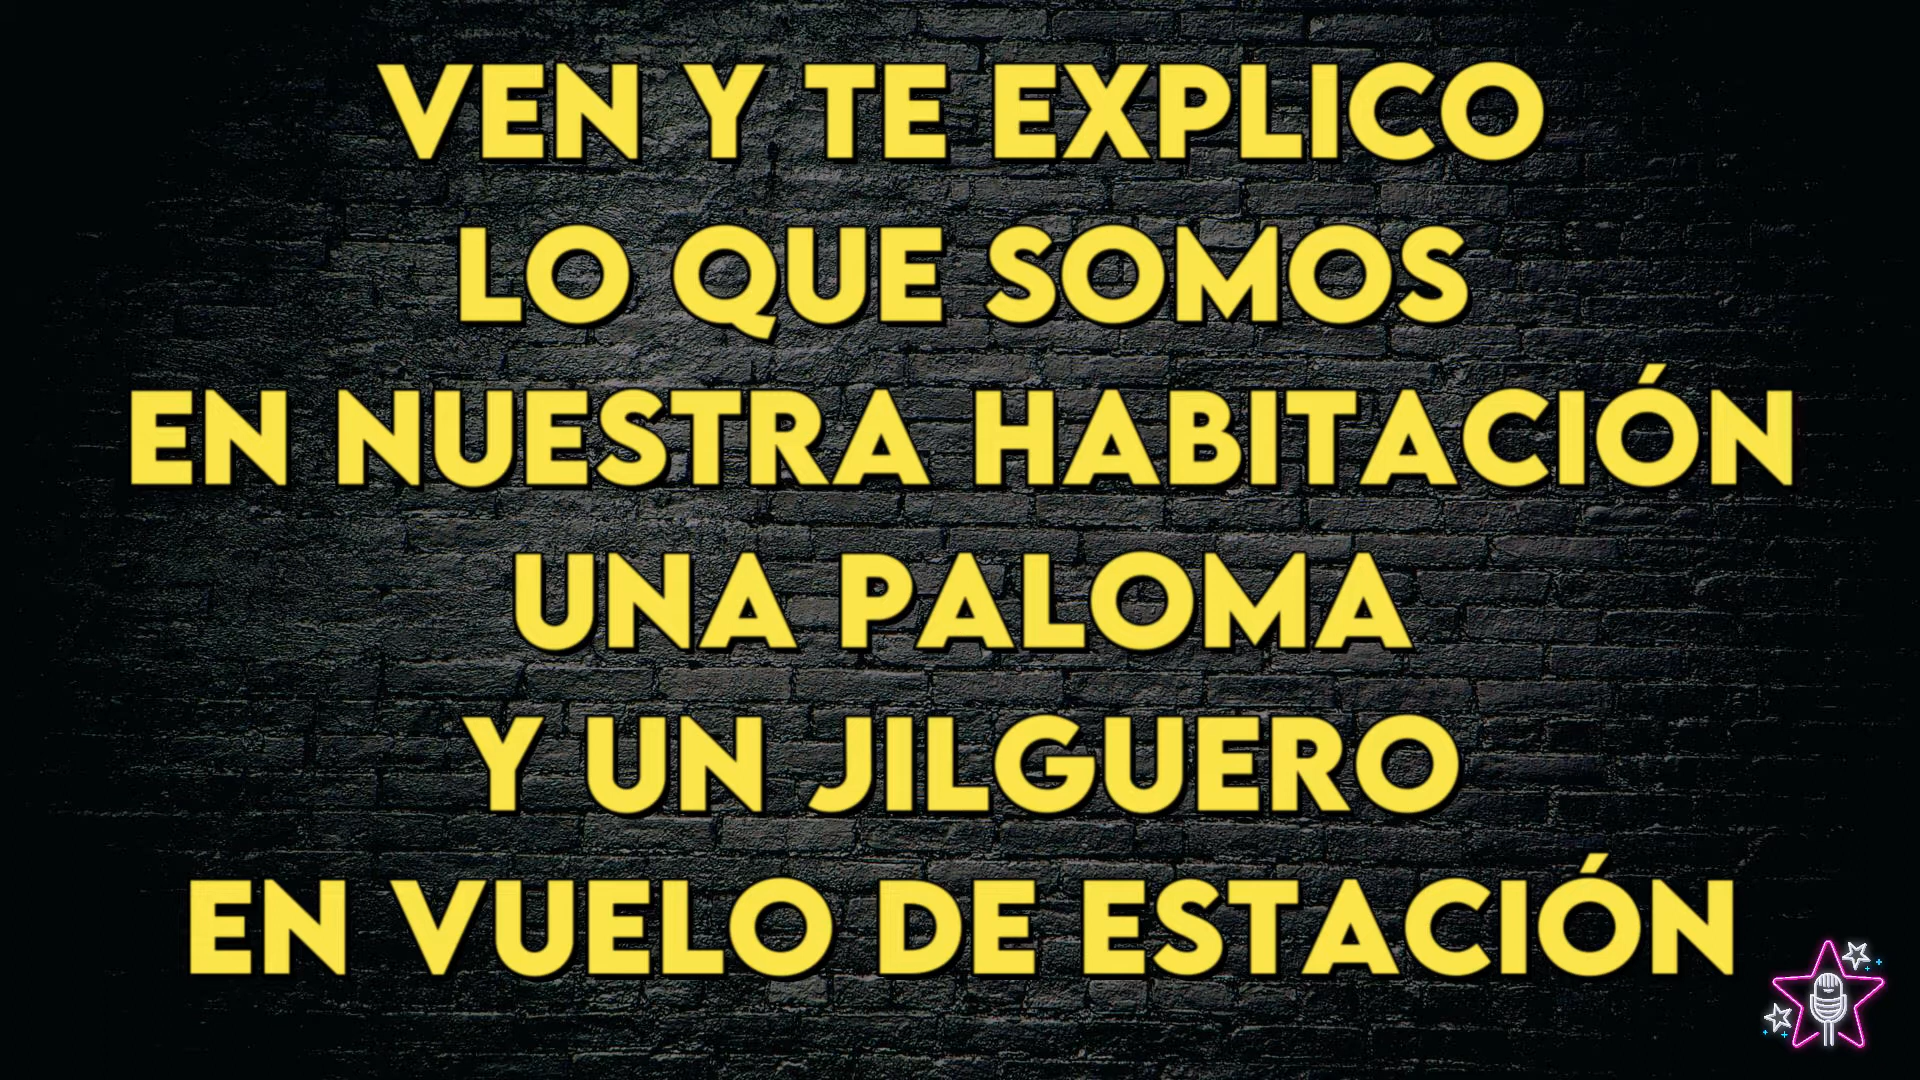 VEN Y TE EXPLICO
LO QUE SOMOS
EN NUESTRA HABITACIÓN
UNA PALOMA
Y UN JILGUERO
EN VUELO DE ESTACIÓN